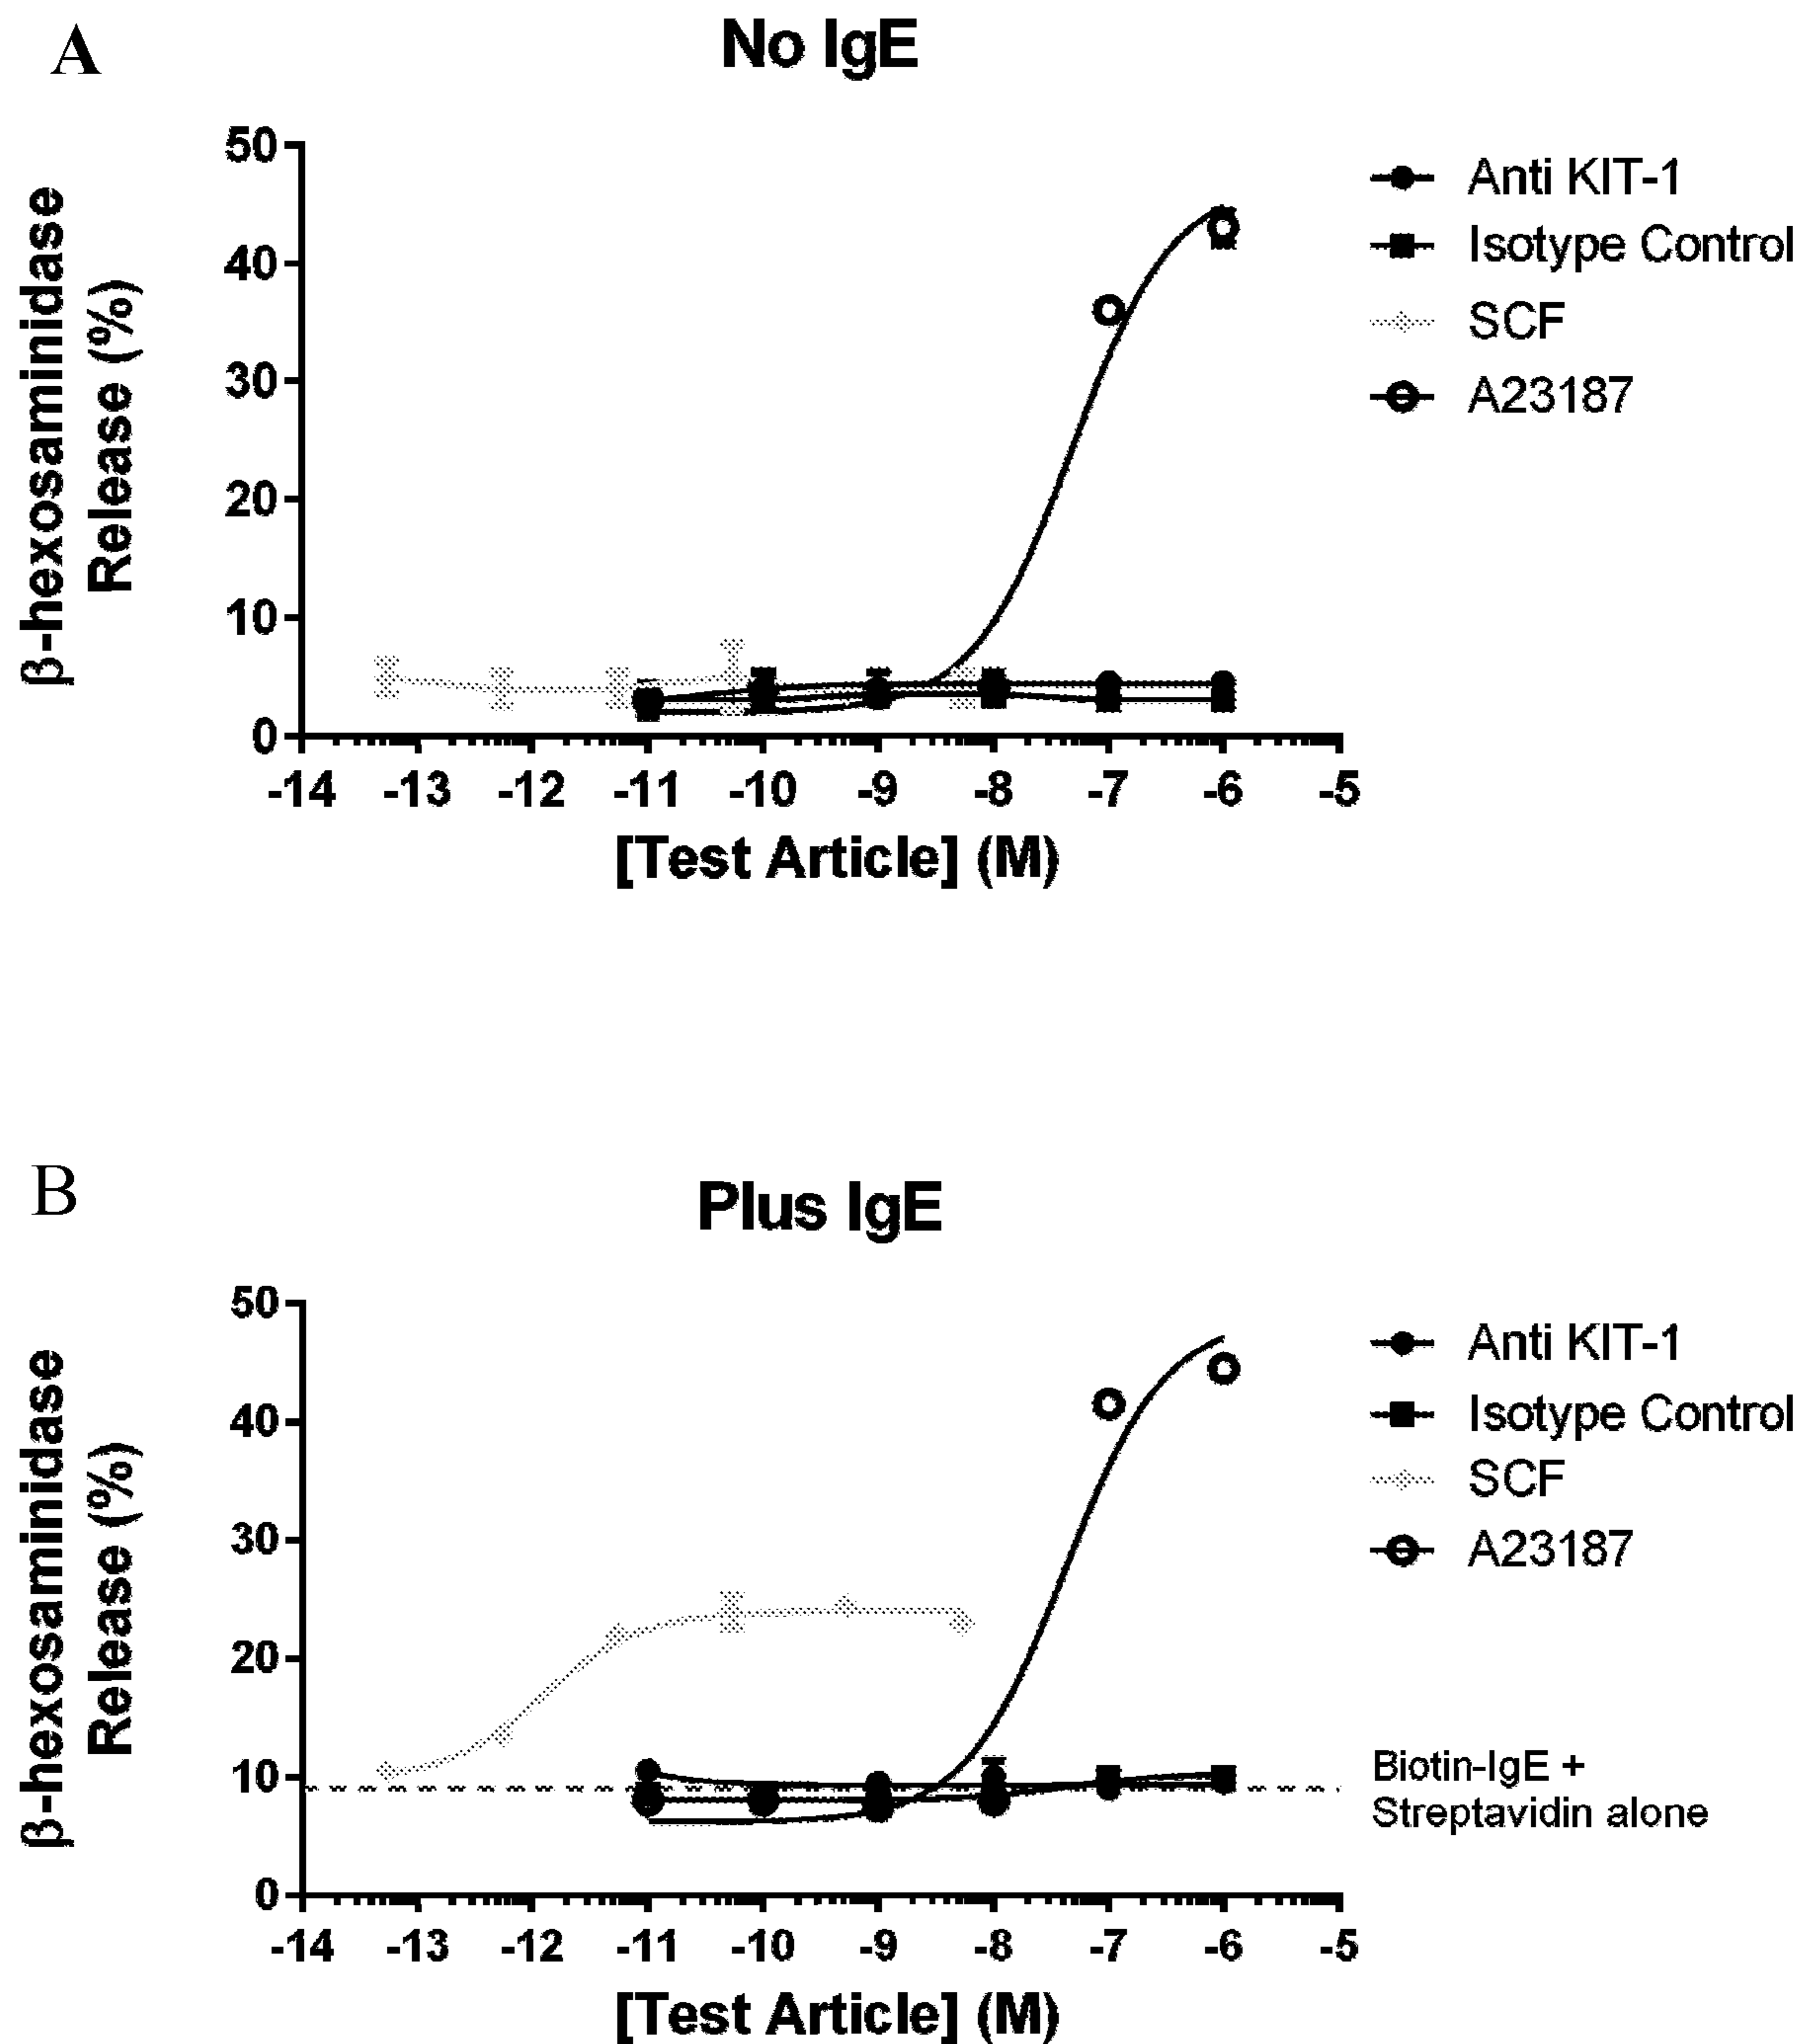 A
No IgE
β-hexosaminidase
Release (%)
50
40
30
20
10
0
-14 -13 -12 -11 -10 -9 -8 -7 -6 -5
[Test Article] (M)
Anti KIT-1
Isotype Control
SCF
A23187
B
Plus IgE
β-hexosaminidase
Release (%)
50
40
30
20
10
0
-14 -13 -12 -11 -10 -9 -8 -7 -6 -5
[Test Article] (M)
Anti KIT-1
Isotype Control
SCF
A23187
Biotin-IgE +
Streptavidin alone